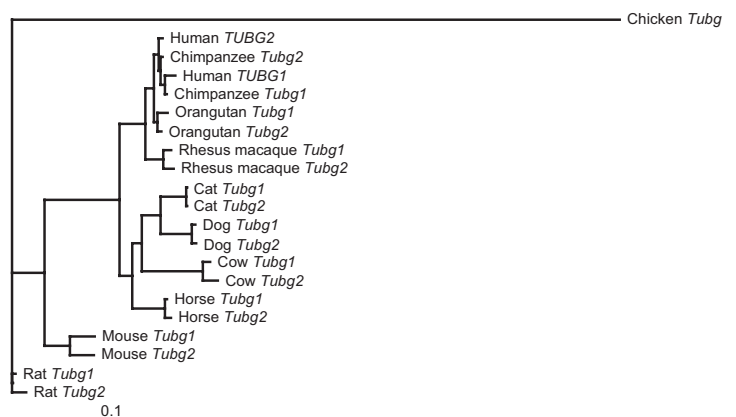 Chicken Tubg
Human TUBG2
Chimpanzee Tubg2
Human TUBG1
Chimpanzee Tubg1
Orangutan Tubg1
Orangutan Tubg2
Rhesus macaque Tubg1
Rhesus macaque Tubg2
Cat Tubg1
Cat Tubg2
Dog Tubg1
Dog Tubg2
Cow Tubg1
Cow Tubg2
Horse Tubg1
Horse Tubg2
Mouse Tubg1
Mouse Tubg2
Rat Tubg1
Rat Tubg2
0.1